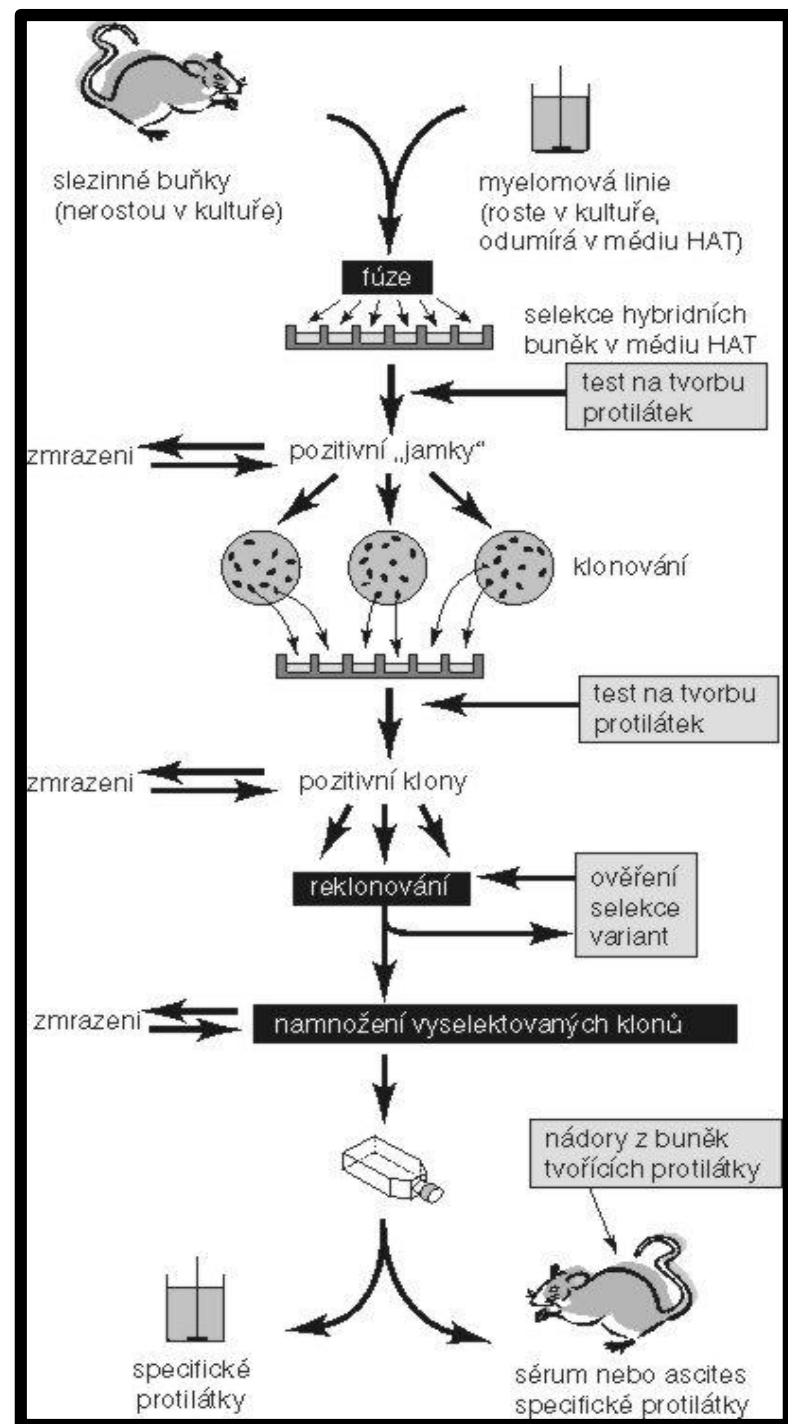 slezinné buňky
(nerostou v kultuře)
myelomová linie
(roste v kultuře,
odumírá v médiu HAT)
fúze
selekce hybridních
buněk v médiu HAT
test na tvorbu
protilátek
zmrazeni
pozitivní „jamky“
klonování
test na tvorbu
protilátek
zmrazeni
pozitivní klony
reklonování
ověření
selekce
variant
zmrazeni
namnožení vyselektovaných klonů
nádory z buněk
tvořících protilátky
specifické
protilátky
sérum nebo ascites
specifické protilátky